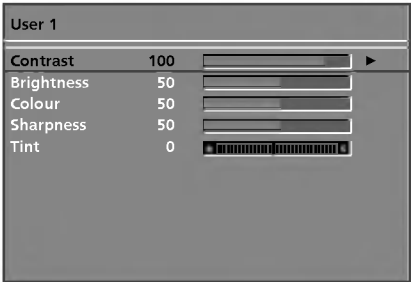 User 1
Contrast 100
Brightness 50
Colour 50
Sharpness 50
Tint 0